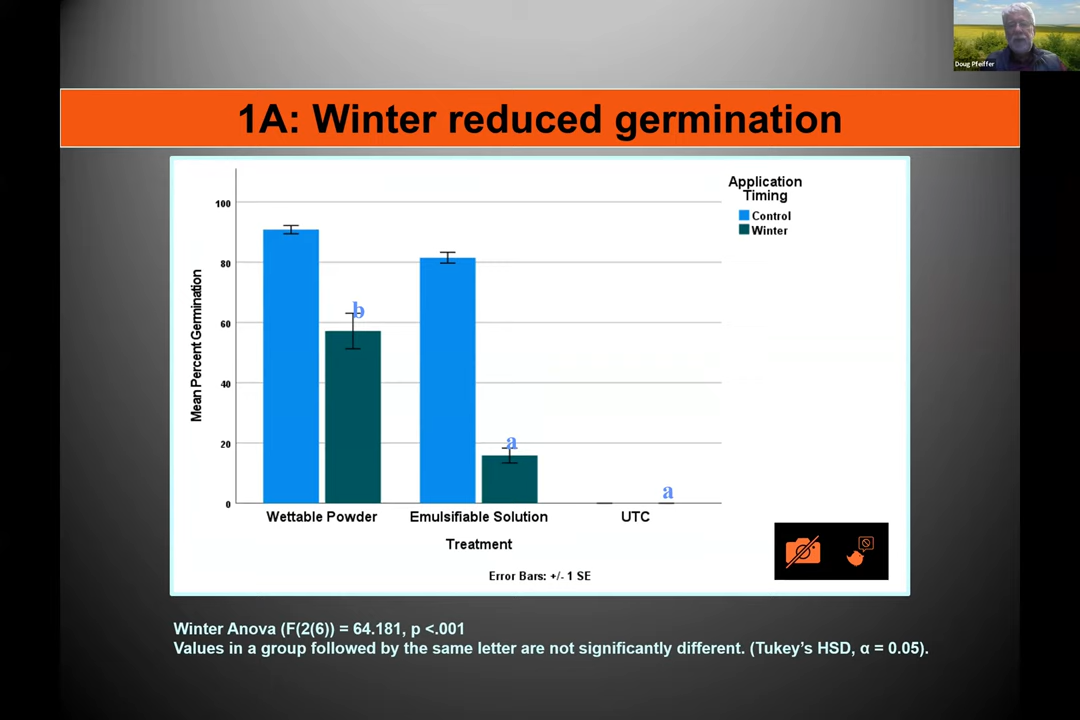 Doug Pfeiffer
1A: Winter reduced germination
Application
Timing
Control
Winter
Mean Percent Germination
100
80
60
40
20
0
b
a
a
Wettable Powder
Emulsifiable Solution
UTC
Treatment
Error Bars: +/- 1 SE
Winter Anova (F(2(6)) = 64.181, p <.001
Values in a group followed by the same letter are not significantly different. (Tukey’s HSD, α = 0.05).